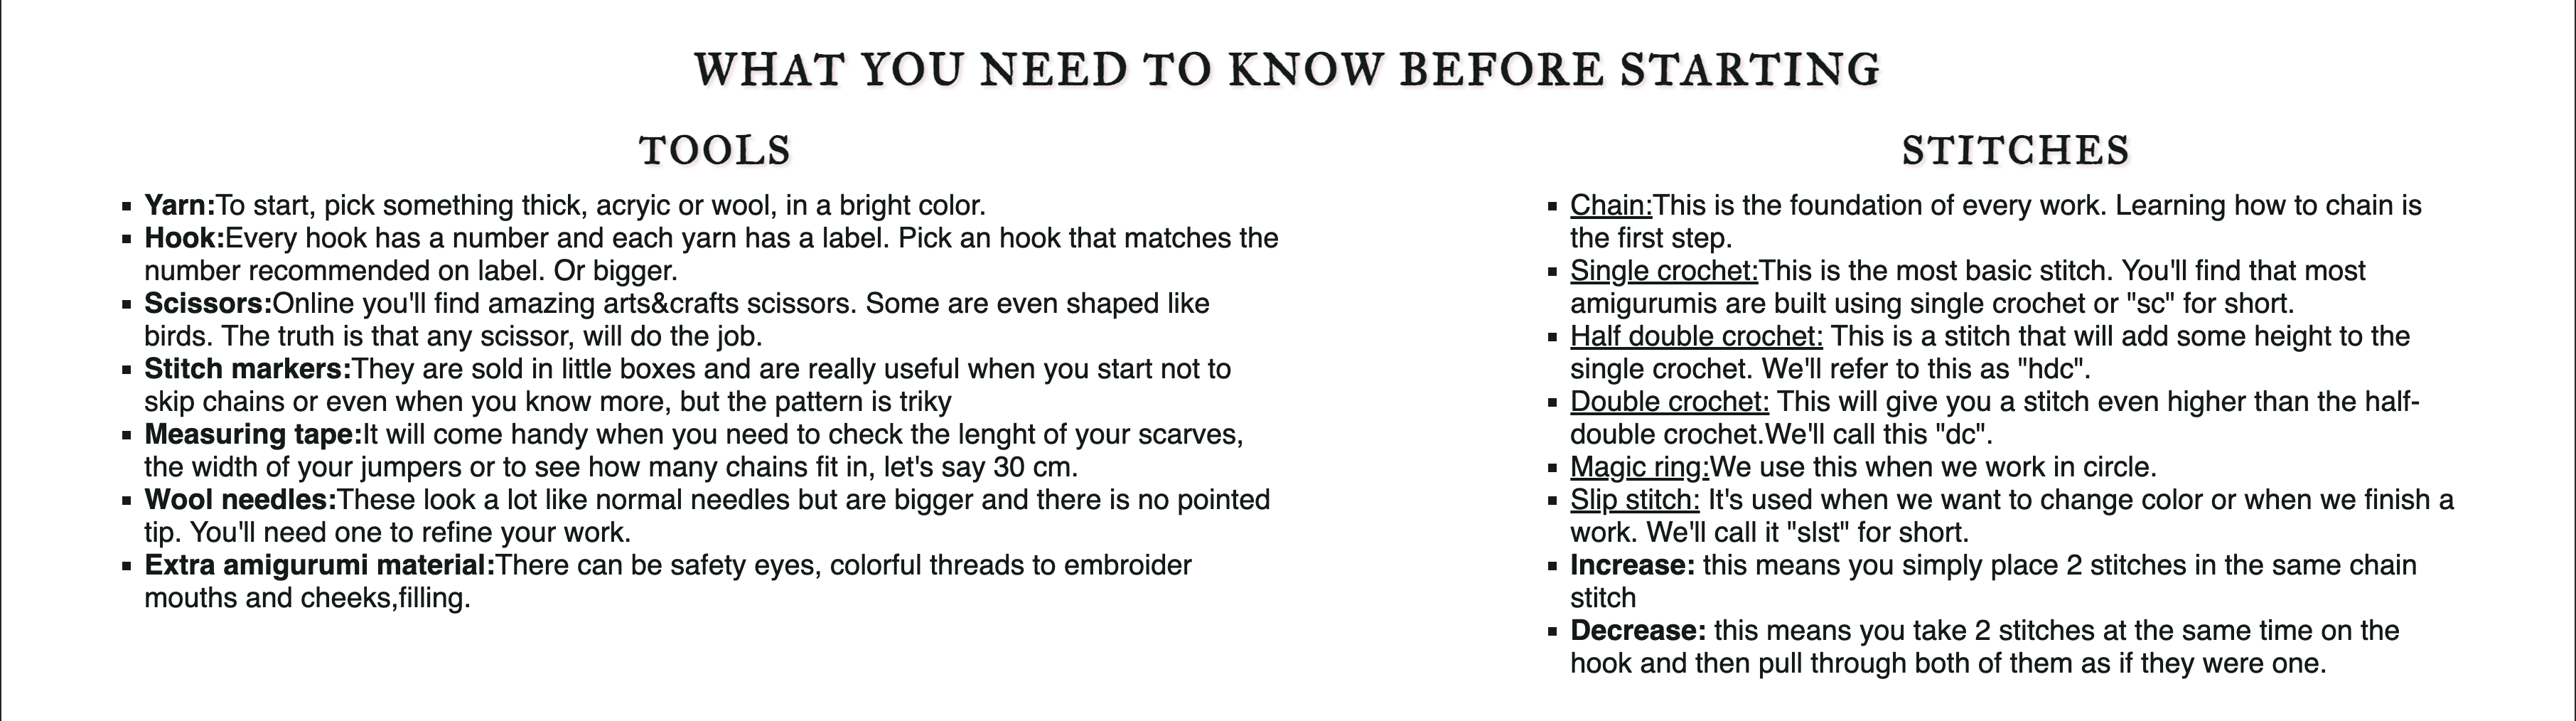 WHAT YOU NEED TO KNOW BEFORE STARTING
TOOLS
▪ Yarn:To start, pick something thick, acryic or wool, in a bright color.
▪ Hook:Every hook has a number and each yarn has a label. Pick an hook that matches the
number recommended on label. Or bigger.
▪ Scissors:Online you'll find amazing arts&crafts scissors. Some are even shaped like
birds. The truth is that any scissor, will do the job.
▪ Stitch markers:They are sold in little boxes and are really useful when you start not to
skip chains or even when you know more, but the pattern is triky
▪ Measuring tape:It will come handy when you need to check the lenght of your scarves,
the width of your jumpers or to see how many chains fit in, let's say 30 cm.
▪ Wool needles:These look a lot like normal needles but are bigger and there is no pointed
tip. You'll need one to refine your work.
▪ Extra amigurumi material:There can be safety eyes, colorful threads to embroider
mouths and cheeks,filling.
STITCHES
▪ Chain:This is the foundation of every work. Learning how to chain is
the first step.
▪ Single crochet:This is the most basic stitch. You'll find that most
amigurumis are built using single crochet or "sc" for short.
▪ Half double crochet: This is a stitch that will add some height to the
single crochet. We'll refer to this as "hdc".
▪ Double crochet: This will give you a stitch even higher than the half-
double crochet.We'll call this "dc".
▪ Magic ring:We use this when we work in circle.
▪ Slip stitch: It's used when we want to change color or when we finish a
work. We'll call it "slst" for short.
▪ Increase: this means you simply place 2 stitches in the same chain
stitch
▪ Decrease: this means you take 2 stitches at the same time on the
hook and then pull through both of them as if they were one.